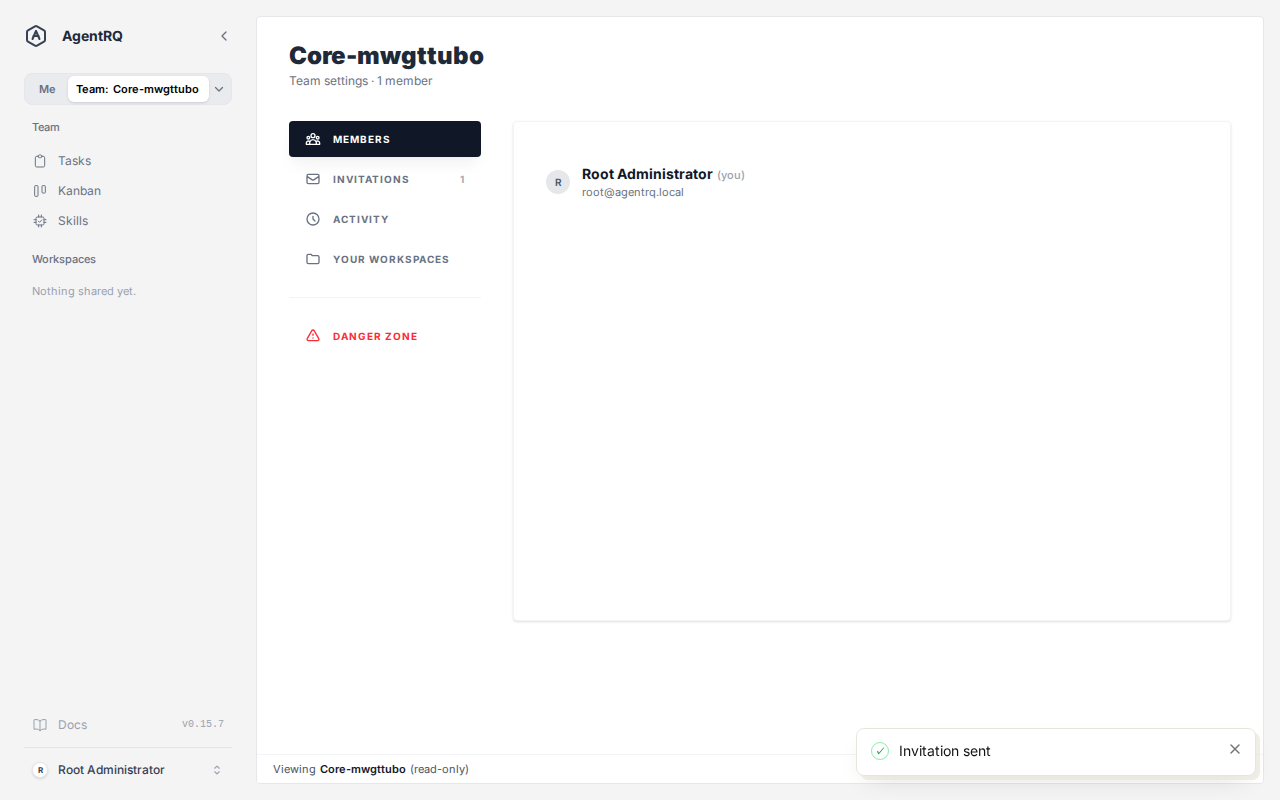 AgentRQ
Me
Team: Core-mwgttubo
Team
Tasks
Kanban
Skills
Workspaces
Nothing shared yet.
Docs
v0.15.7
R
Root Administrator
Core-mwgttubo
Team settings · 1 member
MEMBERS
INVITATIONS 1
ACTIVITY
YOUR WORKSPACES
DANGER ZONE
R
Root Administrator (you)
root@agentrq.local
Viewing Core-mwgttubo (read-only)
Invitation sent